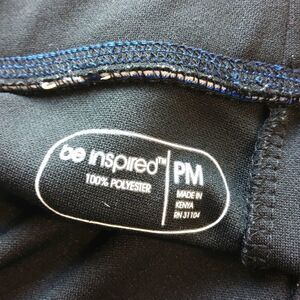 be inspired™
100% POLYESTER
PM
MADE IN
KENYA
RN 31104